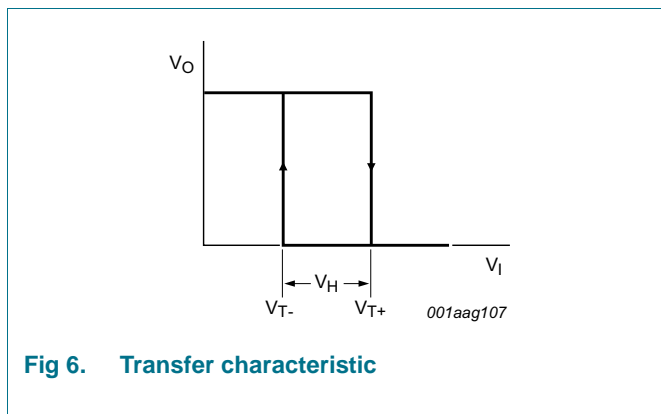 VO
VI
VH
VT- VT+ 001aag107
Fig 6. Transfer characteristic